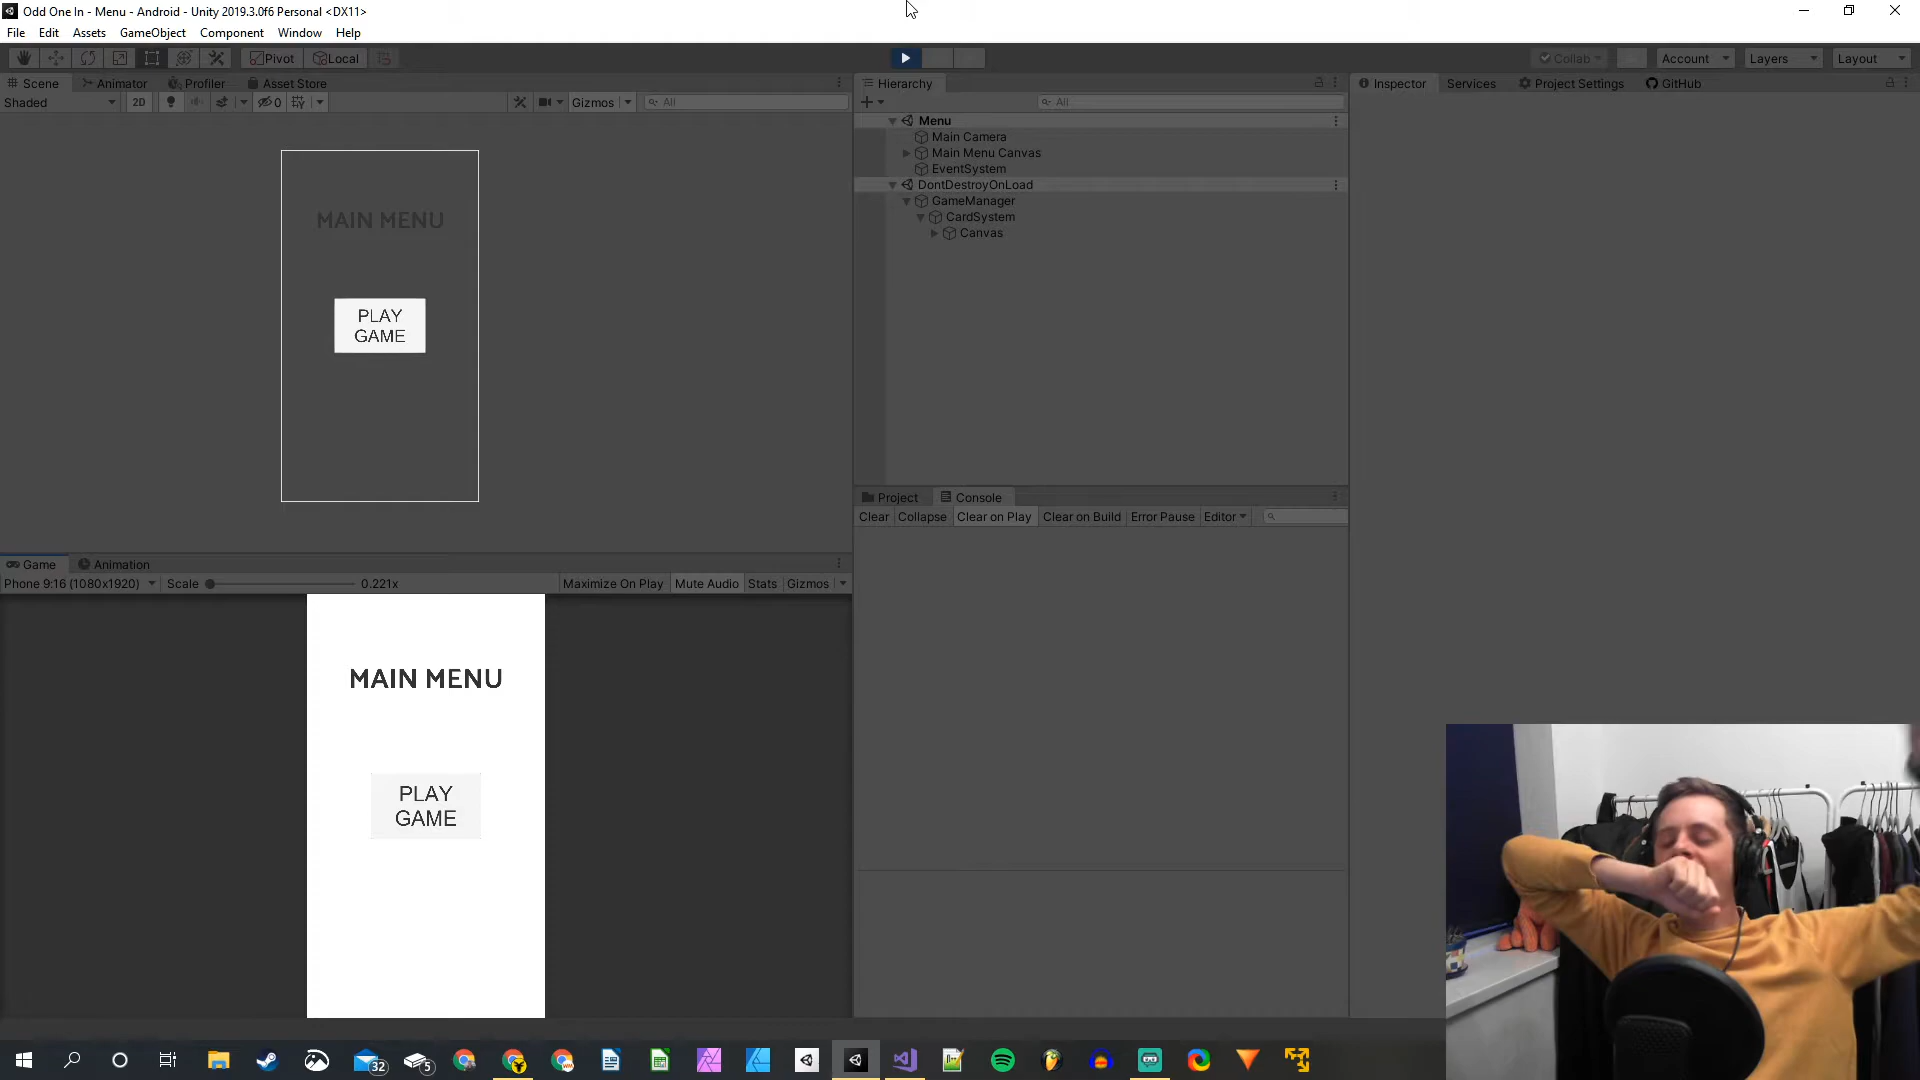 Odd One In - Menu - Android - Unity 2019.3.0f6 Personal <DX11>
File Edit Assets GameObject Component Window Help
Pivot Local Collab Account Layers Layout
Scene Animator Profiler Asset Store
Shaded 2D 0 Gizmos All
MAIN MENU
PLAY
GAME
Hierarchy
All
Menu
Main Camera
Main Menu Canvas
EventSystem
DontDestroyOnLoad
GameManager
CardSystem
Canvas
Inspector Services Project Settings GitHub
Project Console
Clear Collapse Clear on Play Clear on Build Error Pause Editor
Game Animation
Phone 9:16 (1080x1920) Scale 0.221x Maximize On Play Mute Audio Stats Gizmos
MAIN MENU
PLAY
GAME
32
5